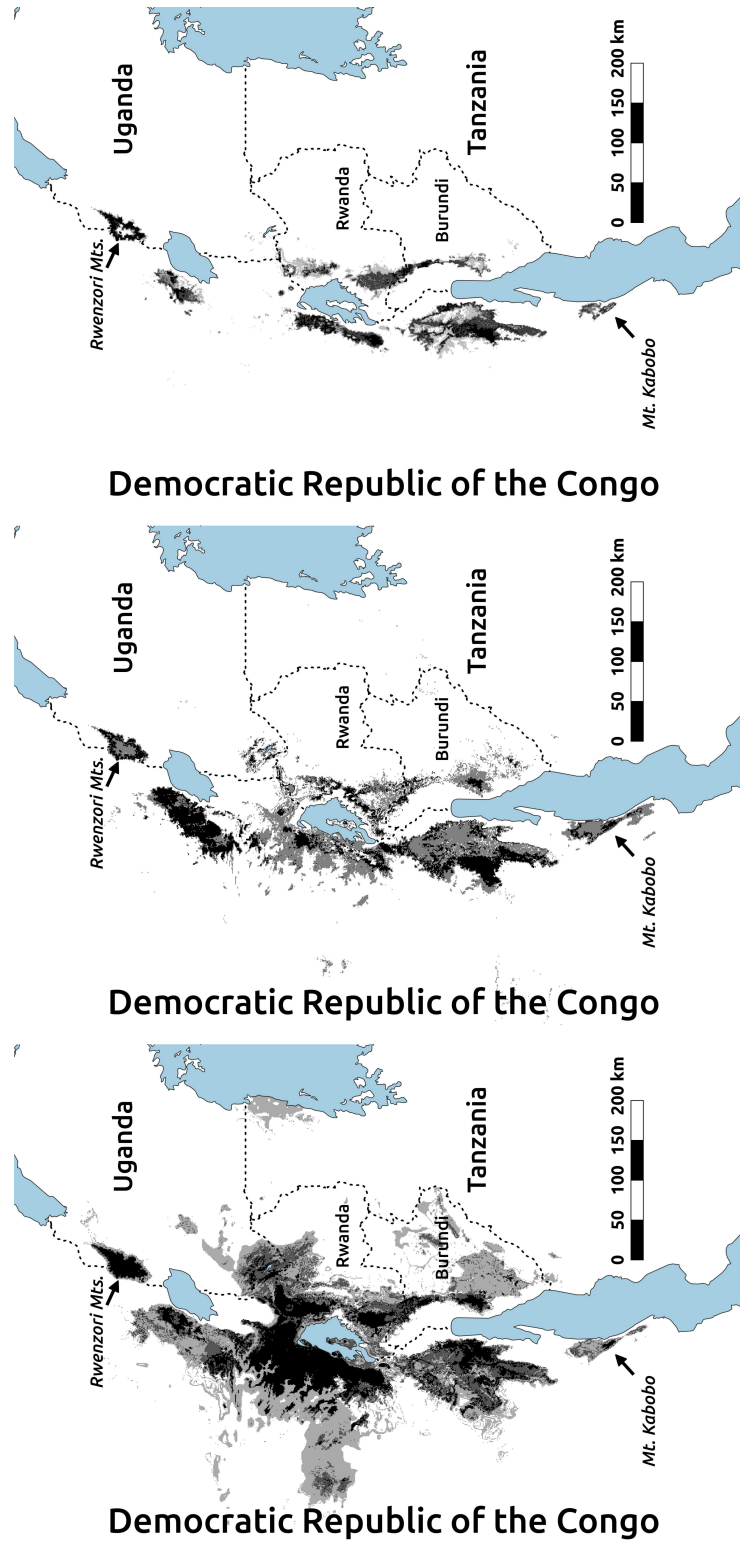 Uganda
Rwenzori Mts.
Rwanda
Burundi
Tanzania
0 50 100 150 200 km
Mt. Kabobo
Democratic Republic of the Congo
Uganda
Rwenzori Mts.
Rwanda
Burundi
Tanzania
0 50 100 150 200 km
Mt. Kabobo
Democratic Republic of the Congo
Uganda
Rwenzori Mts.
Rwanda
Burundi
Tanzania
0 50 100 150 200 km
Mt. Kabobo
Democratic Republic of the Congo